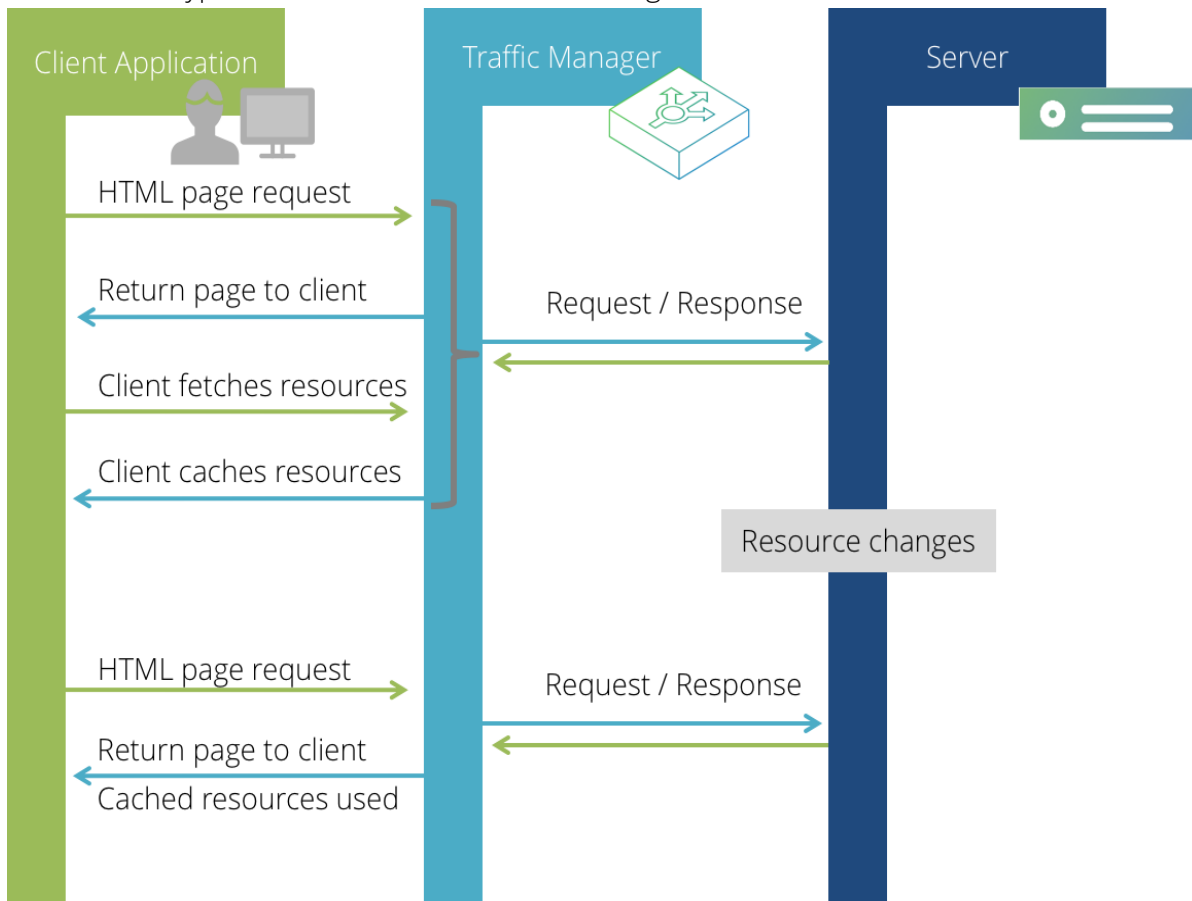 Client Application
Traffic Manager
Server
HTML page request
Return page to client
Request / Response
Client fetches resources
Client caches resources
Resource changes
HTML page request
Request / Response
Return page to client
Cached resources used